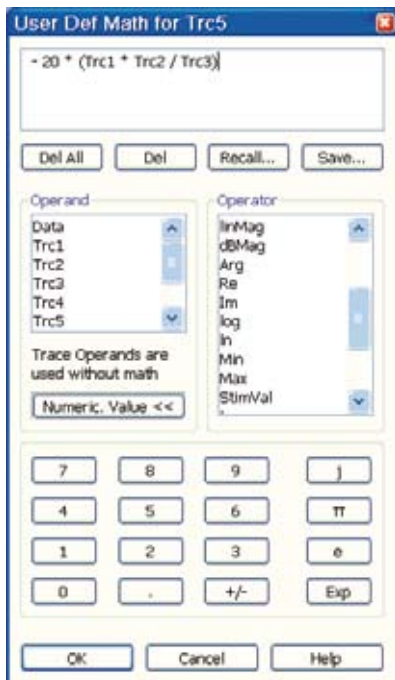 User Def Math for Trc5
- 20 * (Trc1 * Trc2 / Trc3)
Del All Del Recall... Save...
Operand
Data
Trc1
Trc2
Trc3
Trc4
Trc5
Trace Operands are
used without math
Numeric. Value <<
Operator
linMag
dBMag
Arg
Re
Im
log
ln
Min
Max
StimVal
7 8 9 j
4 5 6 π
1 2 3 e
0 . +/- Exp
OK Cancel Help